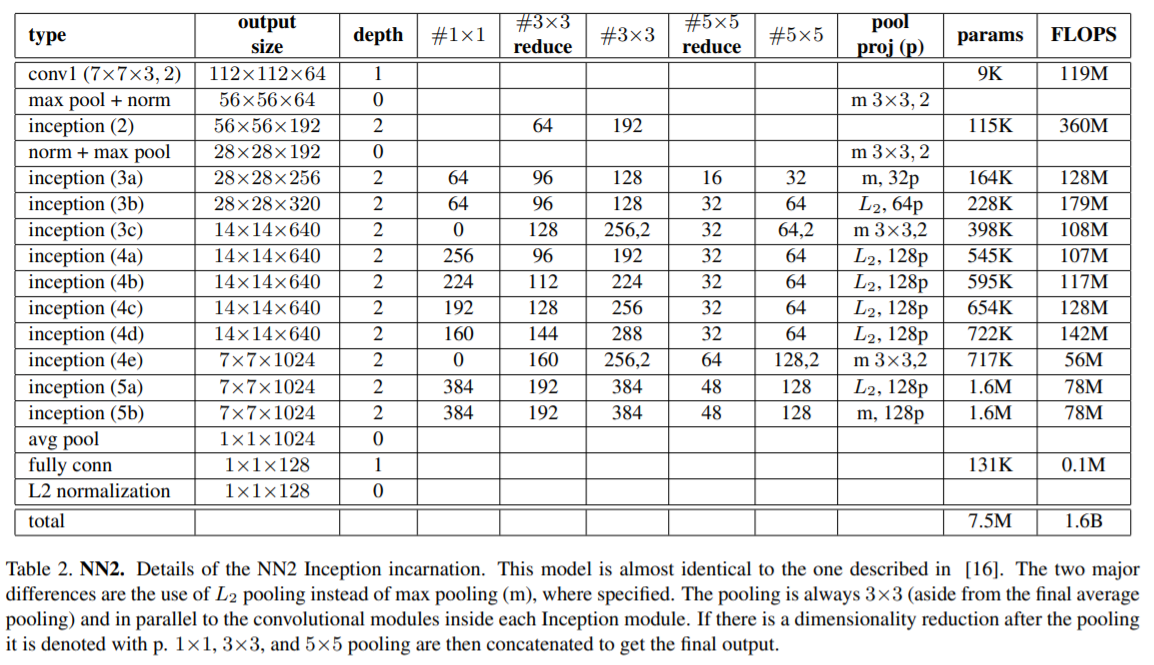 type output size depth #1×1 #3×3 reduce #3×3 #5×5 reduce #5×5 pool proj (p) params FLOPS
conv1 (7×7×3, 2) 112×112×64 1 9K 119M
max pool + norm 56×56×64 0 m 3×3, 2
inception (2) 56×56×192 2 64 192 115K 360M
norm + max pool 28×28×192 0 m 3×3, 2
inception (3a) 28×28×256 2 64 96 128 16 32 m, 32p 164K 128M
inception (3b) 28×28×320 2 64 96 128 32 64 L₂, 64p 228K 179M
inception (3c) 14×14×640 2 0 128 256,2 32 64,2 m 3×3,2 398K 108M
inception (4a) 14×14×640 2 256 96 192 32 64 L₂, 128p 545K 107M
inception (4b) 14×14×640 2 224 112 224 32 64 L₂, 128p 595K 117M
inception (4c) 14×14×640 2 192 128 256 32 64 L₂, 128p 654K 128M
inception (4d) 14×14×640 2 160 144 288 32 64 L₂, 128p 722K 142M
inception (4e) 7×7×1024 2 0 160 256,2 64 128,2 m 3×3,2 717K 56M
inception (5a) 7×7×1024 2 384 192 384 48 128 L₂, 128p 1.6M 78M
inception (5b) 7×7×1024 2 384 192 384 48 128 m, 128p 1.6M 78M
avg pool 1×1×1024 0
fully conn 1×1×128 1 131K 0.1M
L2 normalization 1×1×128 0
total 7.5M 1.6B
Table 2. NN2. Details of the NN2 Inception incarnation. This model is almost identical to the one described in [16]. The two major
differences are the use of L₂ pooling instead of max pooling (m), where specified. The pooling is always 3×3 (aside from the final average
pooling) and in parallel to the convolutional modules inside each Inception module. If there is a dimensionality reduction after the pooling
it is denoted with p. 1×1, 3×3, and 5×5 pooling are then concatenated to get the final output.